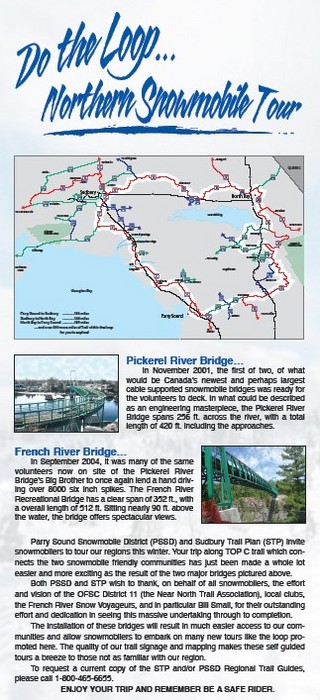 Do the Loop...
Northern Snowmobile Tour
Sudbury
North Bay
Parry Sound
Pickerel River Bridge...
In November 2001, the first of two, of what
would be Canada's newest and perhaps largest
cable supported snowmobile bridges was ready for
the volunteers to deck. In what could be described
as an engineering masterpiece, the Pickerel River
Bridge spans 256 ft. across the river, with a total
length of 420 ft. including the approaches.
French River Bridge...
In September 2004, it was many of the same
volunteers now on site of the Pickerel River
Bridge's Big Brother to once again lend a hand driv-
ing over 8000 six inch spikes. The French River
Recreational Bridge has a clear span of 352 ft., with
a overall length of 512 ft. Sitting nearly 90 ft. above
the water, the bridge offers spectacular views.
Parry Sound Snowmobile District (PSSD) and Sudbury Trail Plan (STP) invite
snowmobilers to tour our regions this winter. Your trip along TOP C trail which con-
nects the two snowmobile friendly communities has just been made a whole lot
easier and more exciting as the result of the two major bridges pictured above.
Both PSSD and STP wish to thank, on behalf of all snowmobilers, the effort
and vision of the OFSC District 11 (the Near North Trail Association), local clubs,
the French River Snow Voyageurs, and in particular Bill Small, for their outstanding
effort and dedication in seeing this massive undertaking through to completion.
The installation of these bridges will result in much easier access to our com-
munities and allow snowmobilers to embark on many new tours like the loop pro-
moted here. The quality of our trail signage and mapping makes these self guided
tours a breeze to those not as familiar with our region.
To request a current copy of the STP and/or PSSD Regional Trail Guides,
please call 1-800-465-6655.
ENJOY YOUR TRIP AND REMEMBER BE A SAFE RIDER.